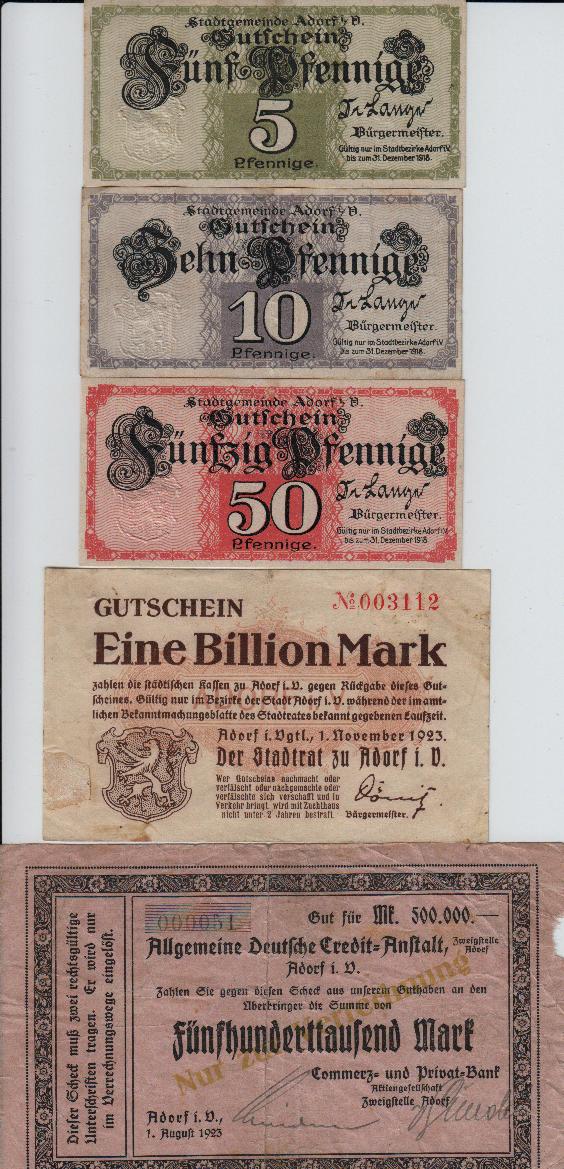 Stadtgemeinde Adorf i. V.
Gutschein
Fünf Pfennige
5
Pfennige.
Dr Lange
Bürgermeister.
Gültig nur im Stadtbezirke Adorf i.V.
bis zum 31. Dezember 1918.
Stadtgemeinde Adorf i. V.
Gutschein
Zehn Pfennige
10
Pfennige.
Dr Lange
Bürgermeister.
Gültig nur im Stadtbezirke Adorf i.V
bis zum 31. Dezember 1918.
Stadtgemeinde Adorf i. V.
Gutschein
Fünfzig Pfennige
50
Pfennige.
Dr Lange
Bürgermeister.
Gültig nur im Stadtbezirke Adorf i.V
bis zum 31. Dezember 1918.
GUTSCHEIN
№ 003112
Eine Billion Mark
zahlen die städtischen Kassen zu Adorf i. V. gegen Rückgabe dieses Gut-
scheines. Gültig nur im Bezirke der Stadt Adorf i. V. während der im amt-
lichen Bekanntmachungsblatte des Stadtrates bekannt gegebenen Laufzeit.
Adorf i. Vgtl., 1. November 1923.
Der Stadtrat zu Adorf i. V.
Wer Gutscheine nachmacht oder
verfälscht oder nachgemachte oder
verfälschte sich verschafft und in
Verkehr bringt, wird mit Zuchthaus
nicht unter 2 Jahren bestraft.
Bürgermeister.
Dieser Scheck muß zwei rechtsgültige
Unterschriften tragen. Er wird nur
im Verrechnungswege eingelöst.
000051
Gut für Mk. 500.000.—
Allgemeine Deutsche Credit=Anstalt, Zweigstelle Adorf
Adorf i. V.
Zahlen Sie gegen diesen Scheck aus unserem Guthaben an den
Überbringer die Summe von
Fünfhunderttausend Mark
Nur zur Verrechnung
Commerz= und Privat=Bank
Aktiengesellschaft
Zweigstelle Adorf
Adorf i. V.,
1. August 1923